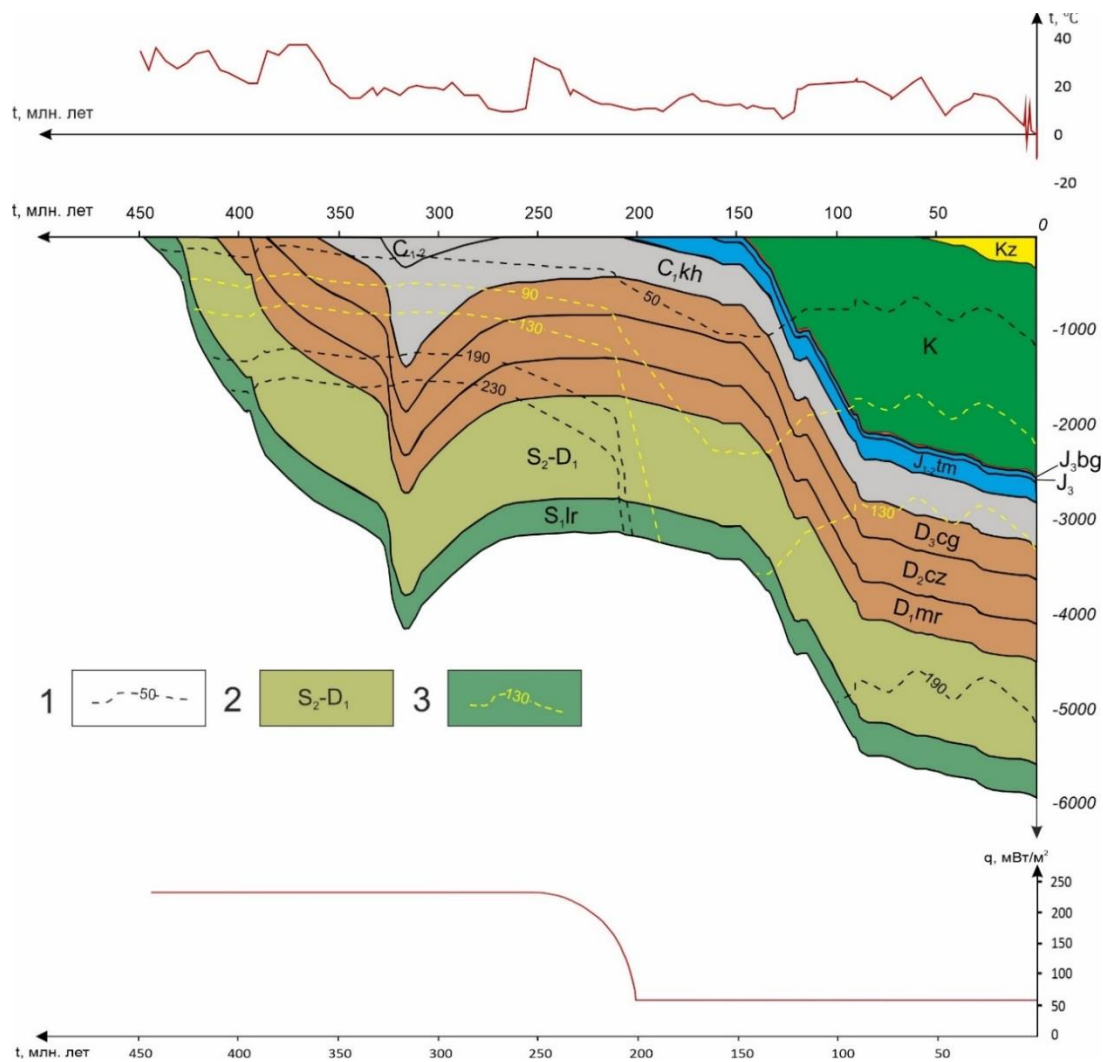 t, °C
40
20
0
-20
t, млн. лет
t, млн. лет
450 400 350 300 250 200 150 100 50 0
Kz
C₁₋₂
C₁kh
50
90
130
K
-1000
190
230
-2000
J₁₋₂tm
J₃bg
J₃
S₂-D₁
S₁lr
130
D₃cg
-3000
D₂cz
D₁mr
-4000
190
-5000
-6000
1 50 2 S₂-D₁ 3 130
q, мВт/м²
250
200
150
100
50
0
t, млн. лет 450 400 350 300 250 200 150 100 50 0